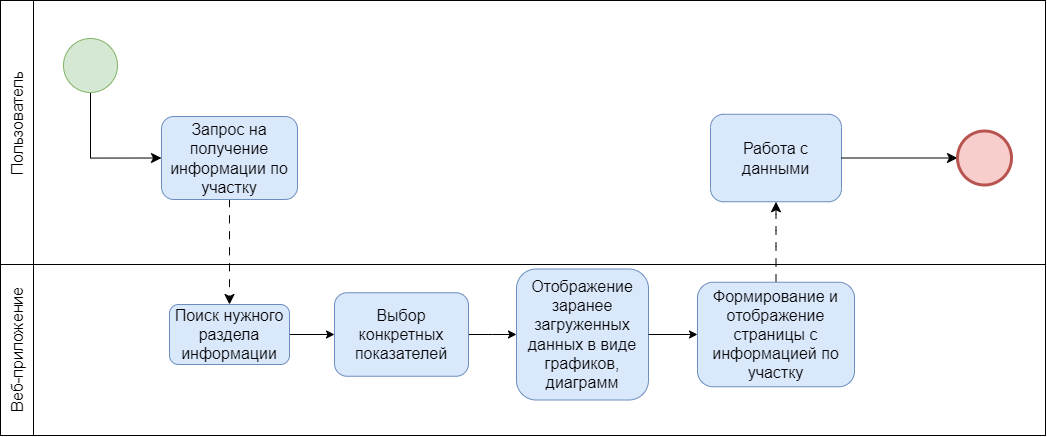 Пользователь
Запрос на
получение
информации по
участку
Работа с
данными
Веб-приложение
Поиск нужного
раздела
информации
Выбор
конкретных
показателей
Отображение
заранее
загруженных
данных в виде
графиков,
диаграмм
Формирование и
отображение
страницы с
информацией по
участку